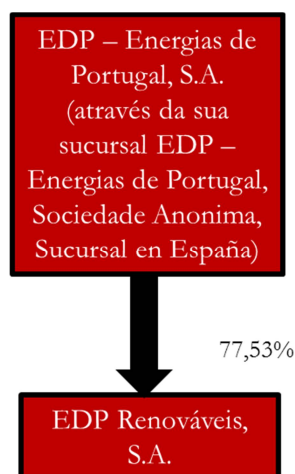 EDP – Energias de
Portugal, S.A.
(através da sua
sucursal EDP –
Energias de Portugal,
Sociedade Anonima,
Sucursal en España)
77,53%
EDP Renováveis,
S.A.